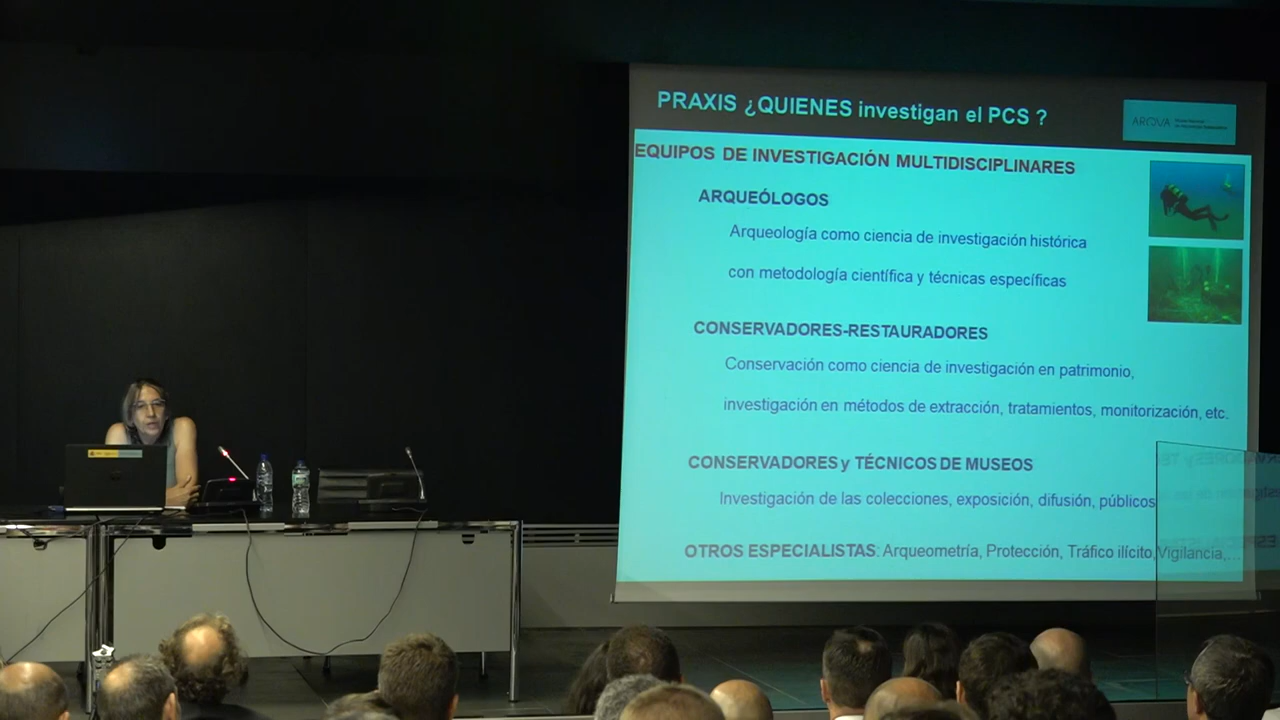 PRAXIS ¿QUIENES investigan el PCS ?
ARQVA
EQUIPOS DE INVESTIGACIÓN MULTIDISCIPLINARES
ARQUEÓLOGOS
Arqueología como ciencia de investigación histórica
con metodología científica y técnicas específicas
CONSERVADORES-RESTAURADORES
Conservación como ciencia de investigación en patrimonio,
investigación en métodos de extracción, tratamientos, monitorización, etc.
CONSERVADORES y TÉCNICOS DE MUSEOS
Investigación de las colecciones, exposición, difusión, públicos
OTROS ESPECIALISTAS: Arqueometría, Protección, Tráfico ilícito,Vigilancia,...